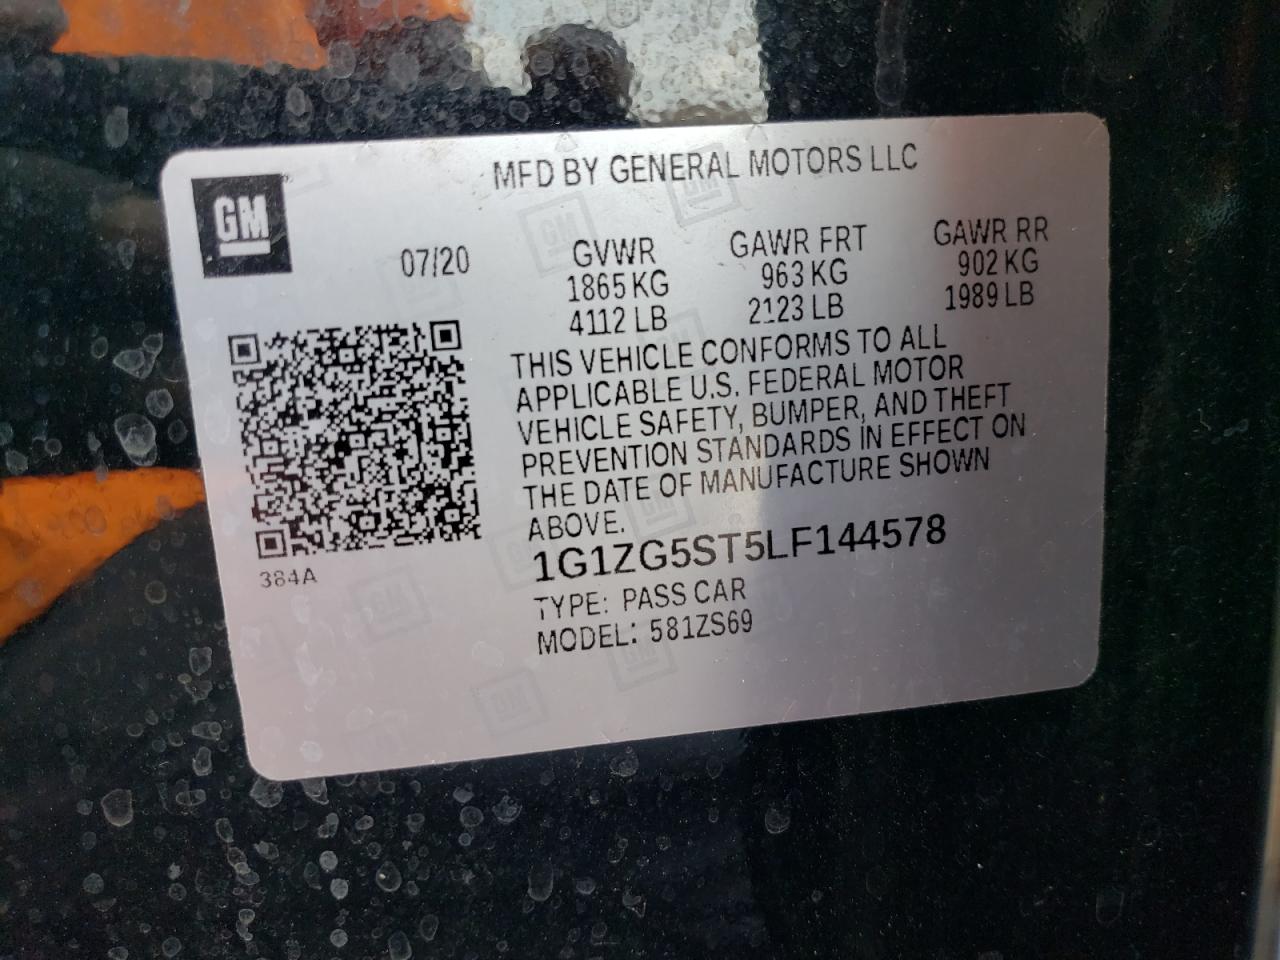 MFD BY GENERAL MOTORS LLC
GM
07/20
GVWR GAWR FRT GAWR RR
1865 KG 963 KG 902 KG
4112 LB 2123 LB 1989 LB
THIS VEHICLE CONFORMS TO ALL
APPLICABLE U.S. FEDERAL MOTOR
VEHICLE SAFETY, BUMPER, AND THEFT
PREVENTION STANDARDS IN EFFECT ON
THE DATE OF MANUFACTURE SHOWN
ABOVE.
1G1ZG5ST5LF144578
384A
TYPE: PASS CAR
MODEL: 581ZS69